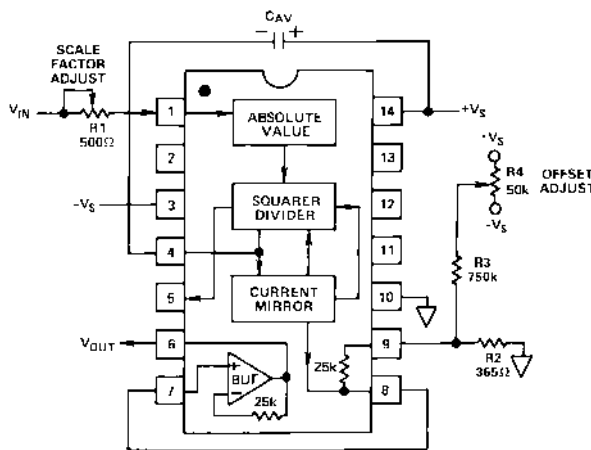 CAV
− +
SCALE
FACTOR
ADJUST
VIN
R1
500Ω
1
2
3
4
5
6
7
14
13
12
11
10
9
8
ABSOLUTE
VALUE
SQUARER
DIVIDER
CURRENT
MIRROR
+VS
−VS
-VS
R4
50k
OFFSET
ADJUST
−VS
R3
750k
R2
365Ω
VOUT
+
BUF
−
25k
25k